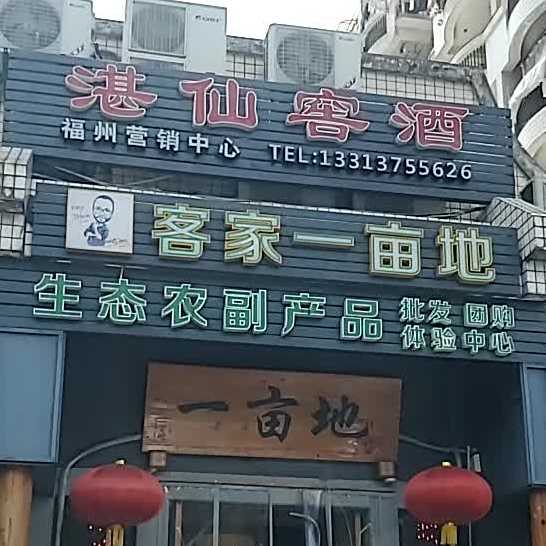 湛仙窖酒
福州营销中心 TEL:13313755626
客家一亩地
生态农副产品 批发 团购
体验中心
一亩地